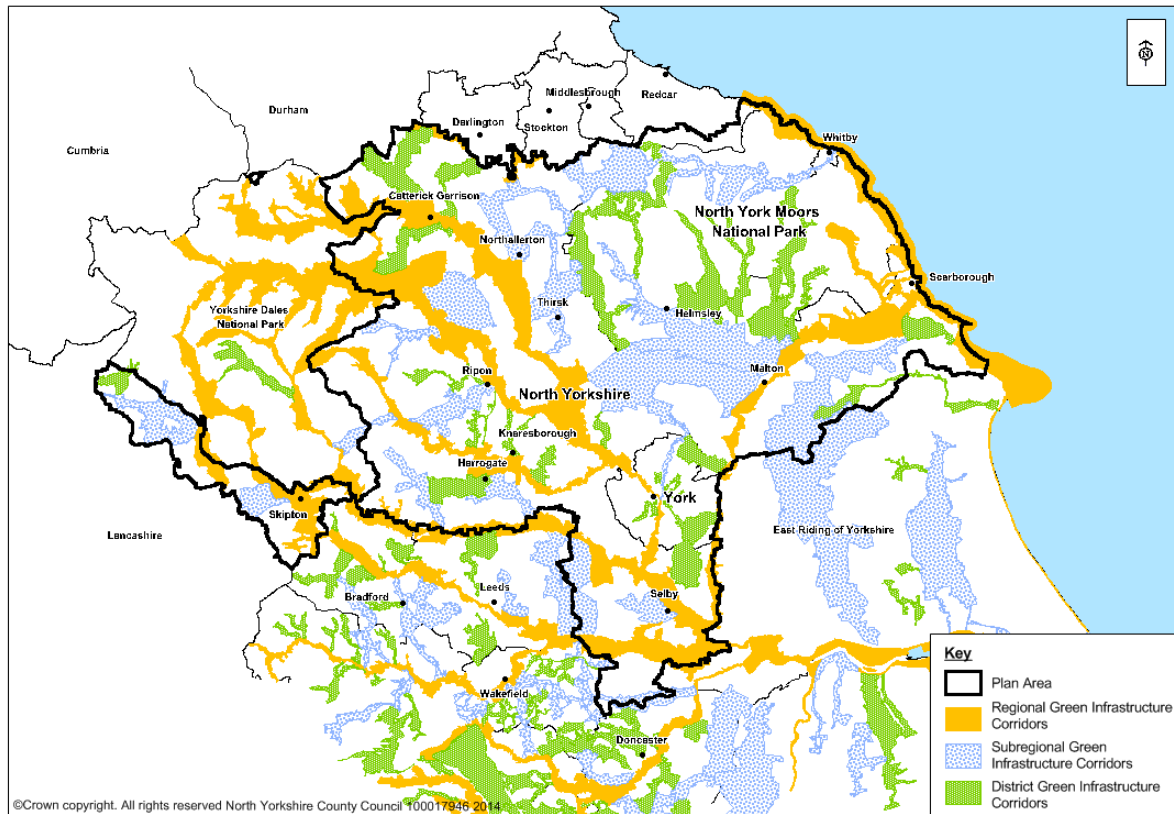 N
Middlesbrough
Redcar
Durham
Darlington
Stockton
Cumbria
Whitby
Catterick Garrison
North York Moors
National Park
Northallerton
Scarborough
Yorkshire Dales
National Park
Thirsk
Helmsley
Ripon
North Yorkshire
Malton
Knaresborough
Harrogate
York
Skipton
East Riding of Yorkshire
Lancashire
Leeds
Bradford
Selby
Wakefield
Doncaster
Key
Plan Area
Regional Green Infrastructure
Corridors
Subregional Green
Infrastructure Corridors
District Green Infrastructure
Corridors
©Crown copyright. All rights reserved North Yorkshire County Council 100017946 2014